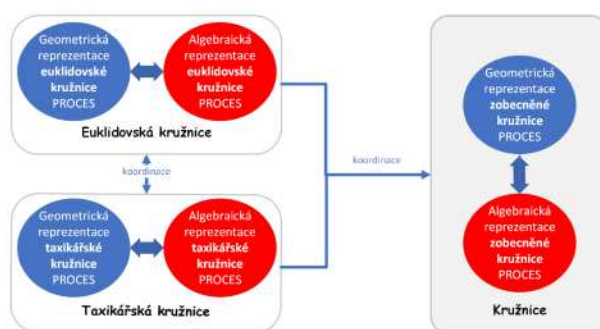 Geometrická
reprezentace
euklidovské
kružnice
PROCES
Algebraická
reprezentace
euklidovské
kružnice
PROCES
Euklidovská kružnice
koordinace
Geometrická
reprezentace
taxikářské
kružnice
PROCES
Algebraická
reprezentace
taxikářské
kružnice
PROCES
Taxikářská kružnice
koordinace
Geometrická
reprezentace
zobecněné
kružnice
PROCES
Algebraická
reprezentace
zobecněné
kružnice
PROCES
Kružnice